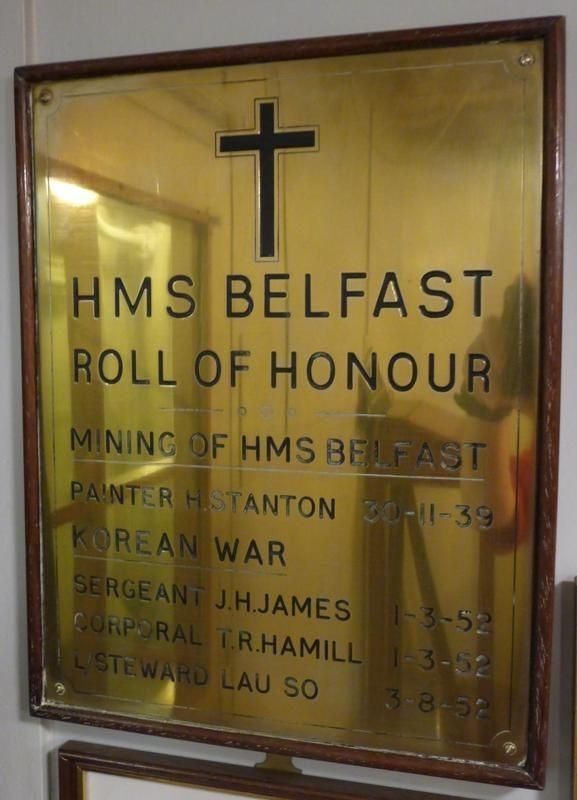 HMS BELFAST
ROLL OF HONOUR
MINING OF HMS BELFAST
PAINTER H. STANTON 30-11-39
KOREAN WAR
SERGEANT J.H.JAMES 1-3-52
CORPORAL T.R.HAMILL 1-3-52
L/STEWARD LAU SO 3-8-52